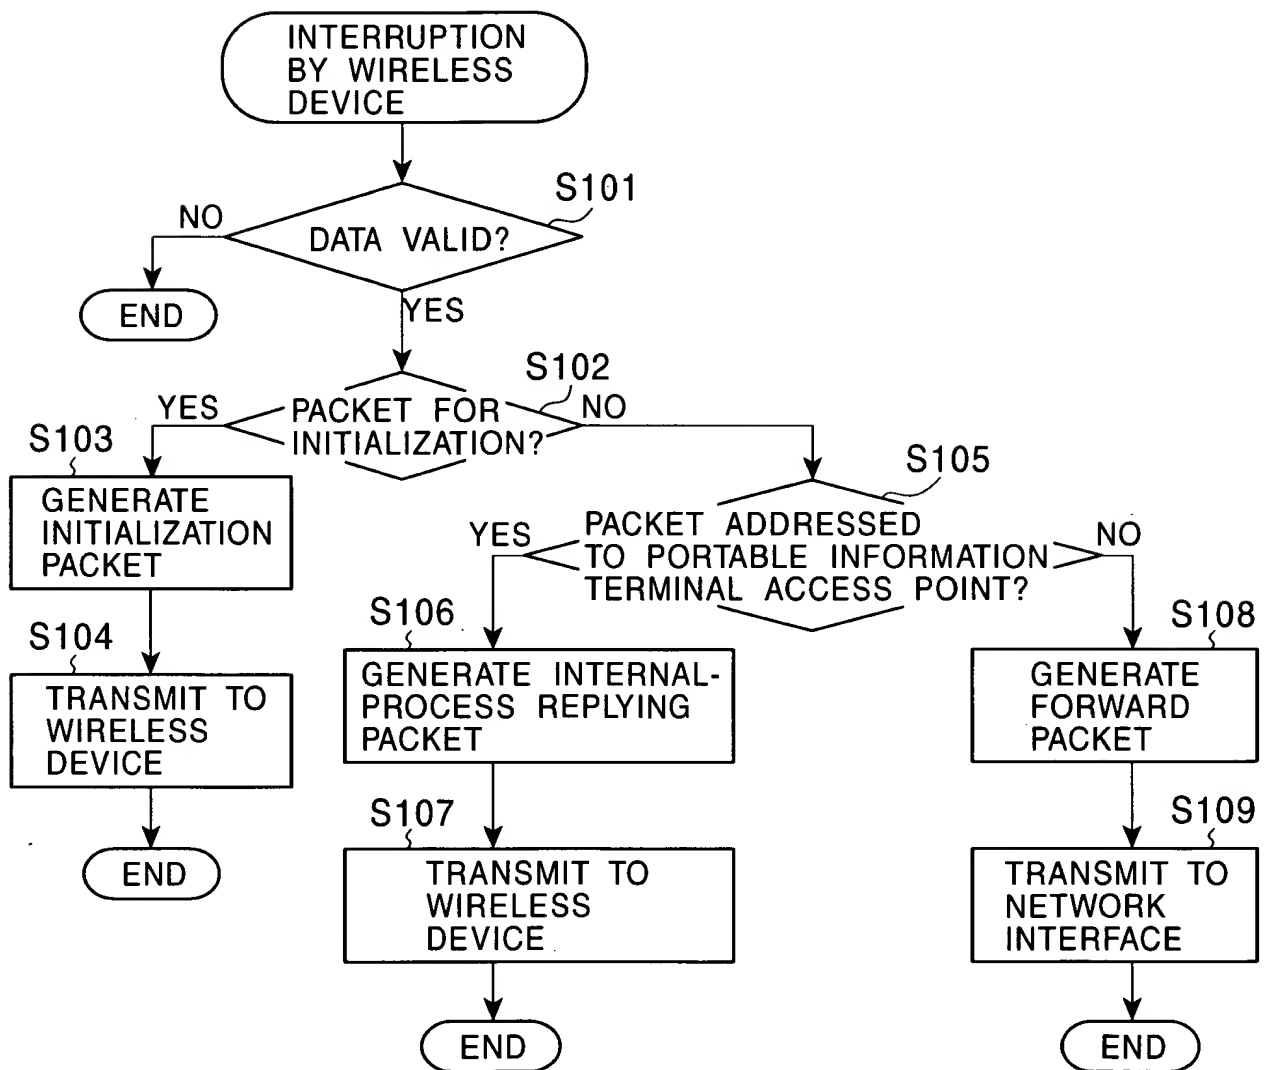 INTERRUPTION
BY WIRELESS
DEVICE
S101
NO
DATA VALID?
END
YES
S102
YES
PACKET FOR
INITIALIZATION?
NO
S103
GENERATE
INITIALIZATION
PACKET
S105
YES
PACKET ADDRESSED
TO PORTABLE INFORMATION
TERMINAL ACCESS POINT?
NO
S104
TRANSMIT TO
WIRELESS
DEVICE
END
S106
GENERATE INTERNAL-
PROCESS REPLYING
PACKET
S108
GENERATE
FORWARD
PACKET
S107
TRANSMIT TO
WIRELESS
DEVICE
S109
TRANSMIT TO
NETWORK
INTERFACE
END
END